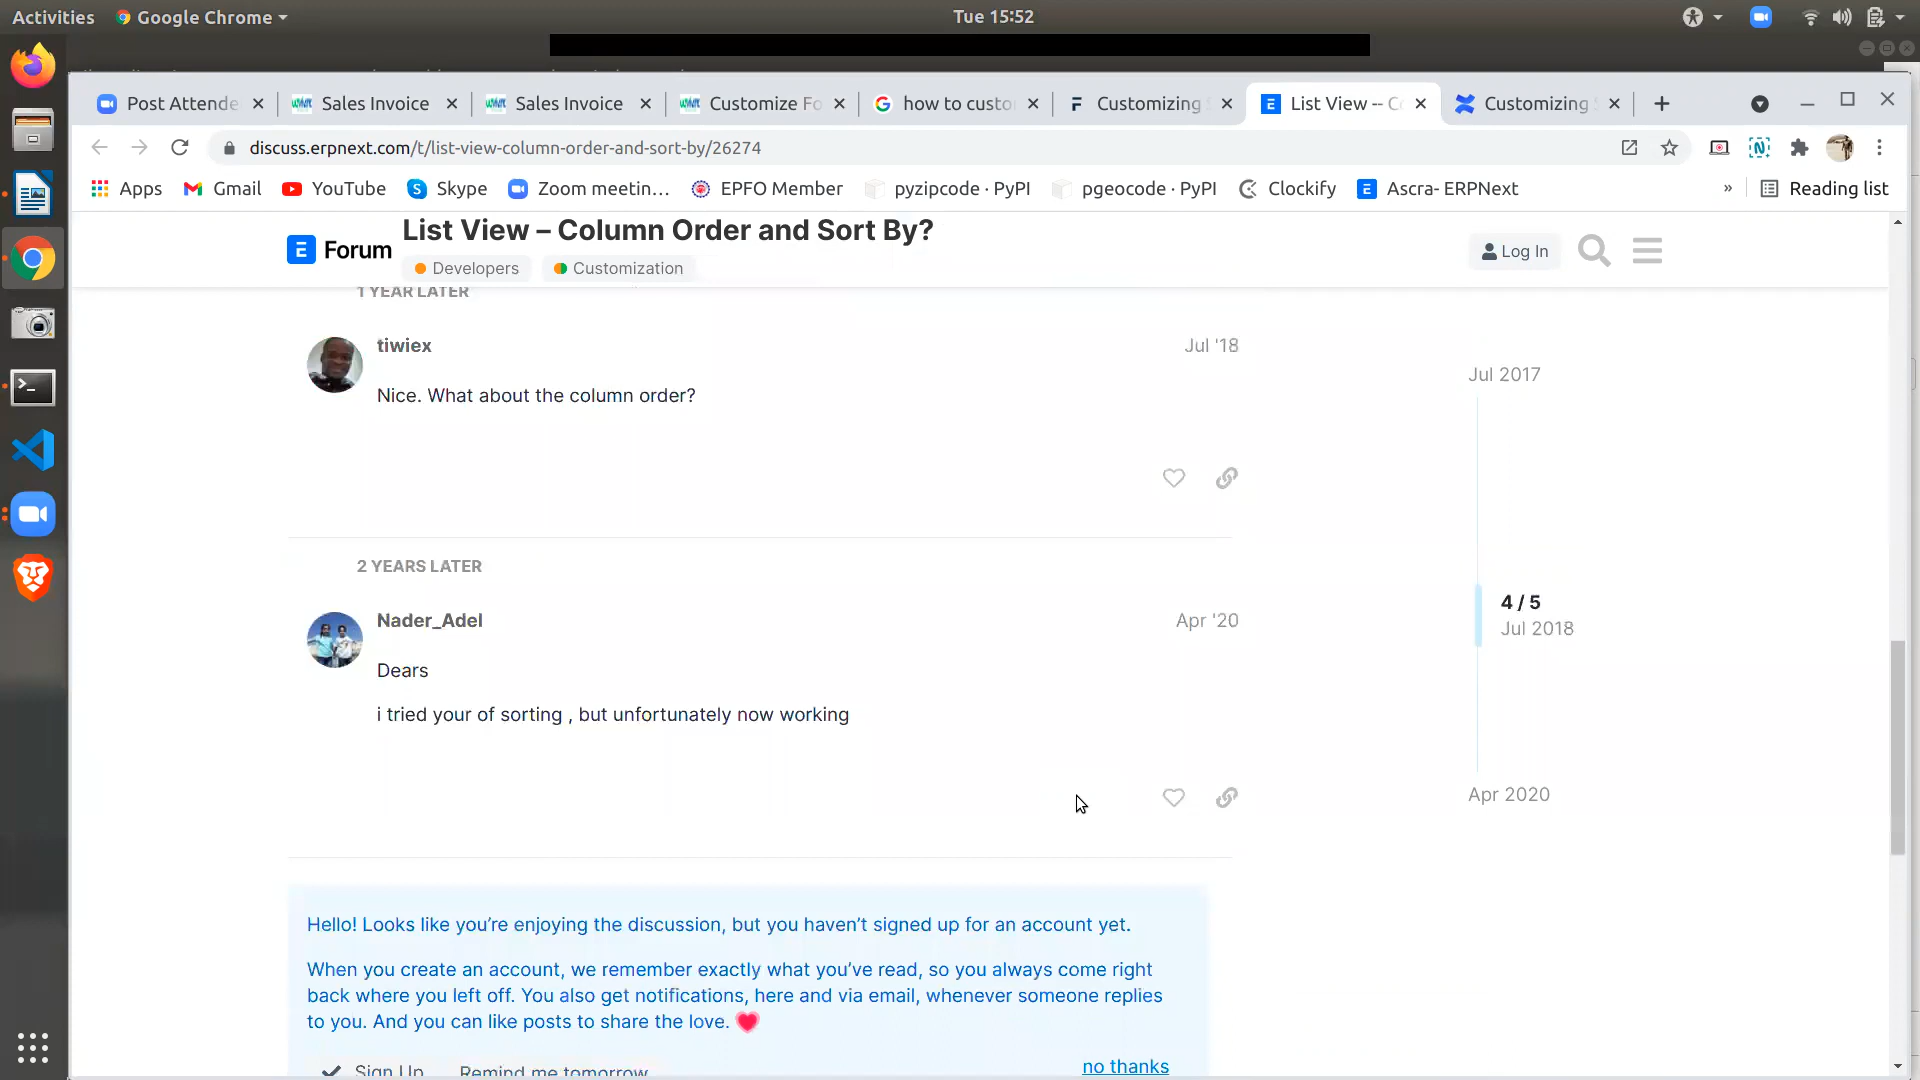 Activities
Google Chrome
Tue 15:52
Post Attende
Sales Invoice
Sales Invoice
Customize Fo
how to custo
Customizing
List View -- C
Customizing
discuss.erpnext.com/t/list-view-column-order-and-sort-by/26274
Apps
Gmail
YouTube
Skype
Zoom meetin...
EPFO Member
pyzipcode · PyPI
pgeocode · PyPI
Clockify
Ascra- ERPNext
»
Reading list
E Forum
List View – Column Order and Sort By?
Developers
Customization
Log In
1 YEAR LATER
tiwiex
Jul '18
Nice. What about the column order?
2 YEARS LATER
Nader_Adel
Apr '20
Dears
i tried your of sorting , but unfortunately now working
Jul 2017
4 / 5
Jul 2018
Apr 2020
Hello! Looks like you’re enjoying the discussion, but you haven’t signed up for an account yet.
When you create an account, we remember exactly what you’ve read, so you always come right
back where you left off. You also get notifications, here and via email, whenever someone replies
to you. And you can like posts to share the love.
Sign Up
Remind me tomorrow
no thanks